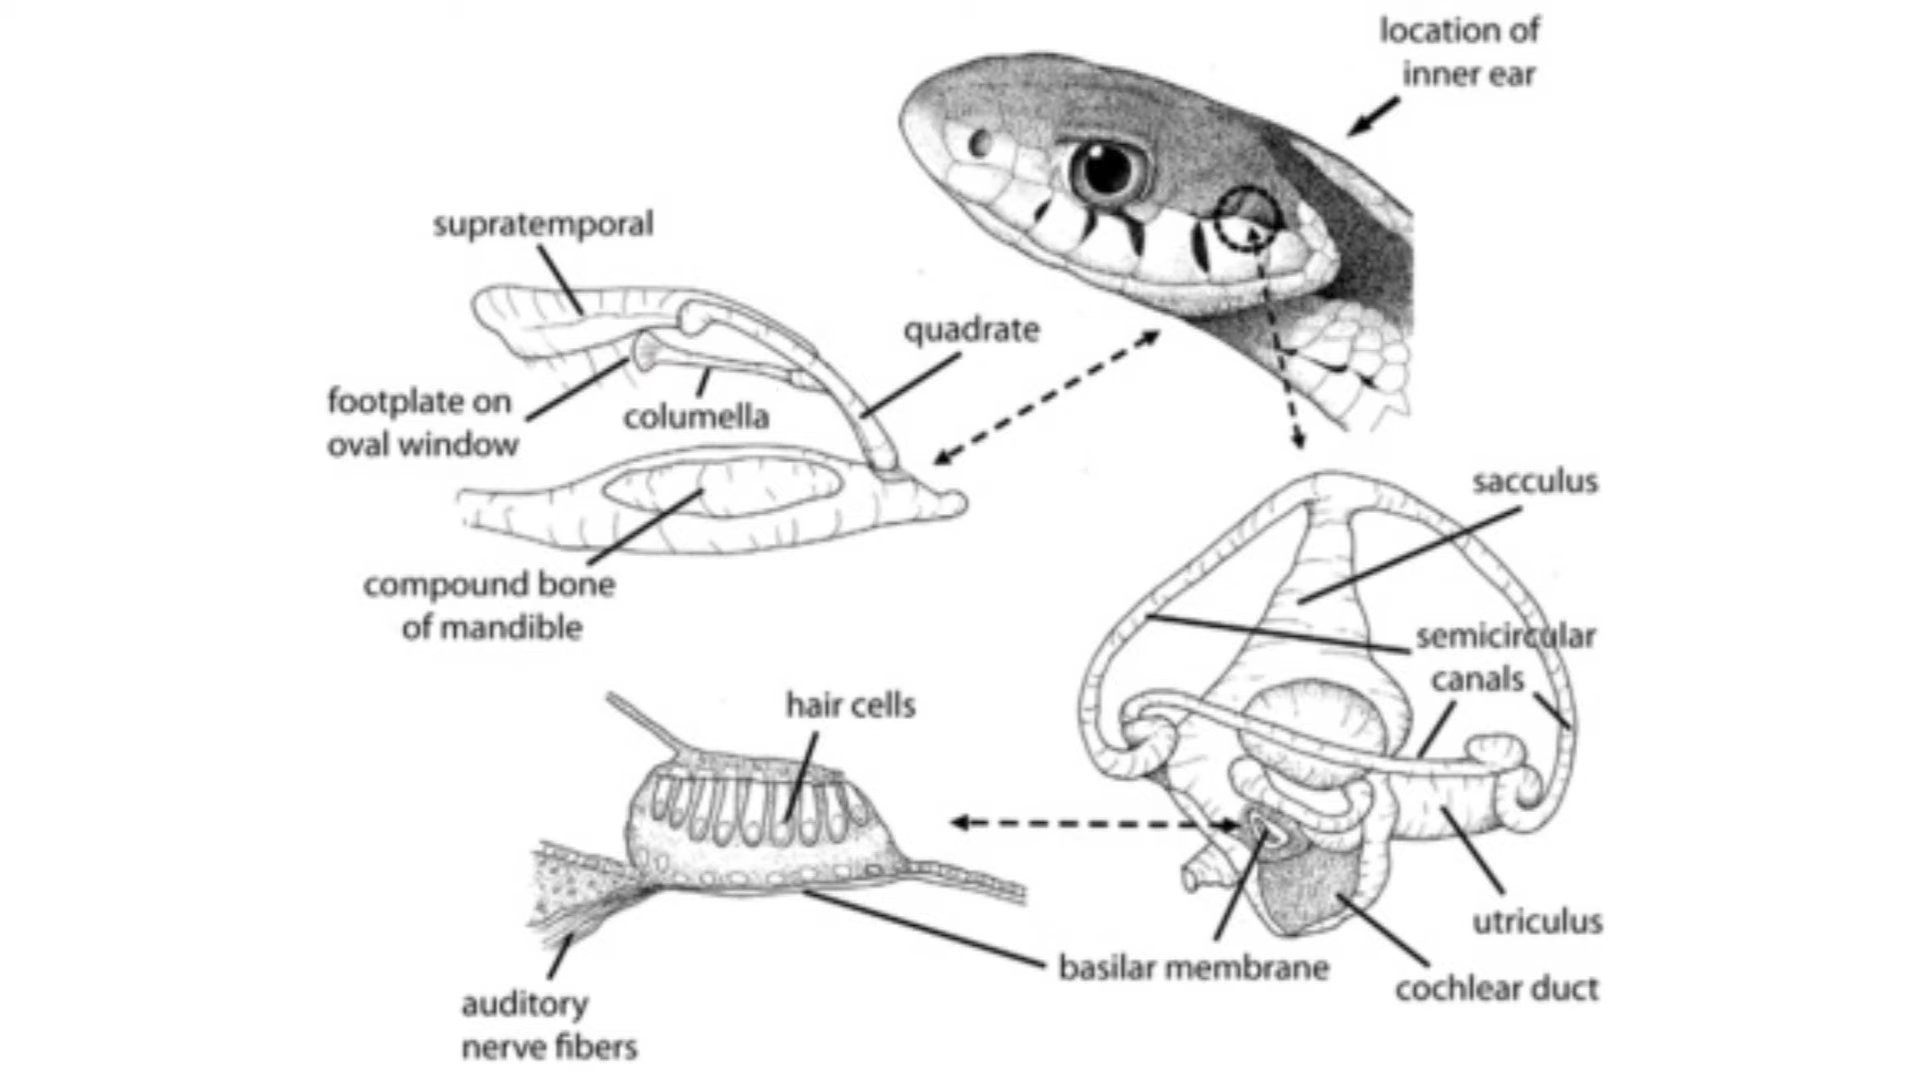 location of
inner ear
supratemporal
quadrate
footplate on
oval window
columella
sacculus
compound bone
of mandible
semicircular
canals
hair cells
utriculus
basilar membrane
cochlear duct
auditory
nerve fibers